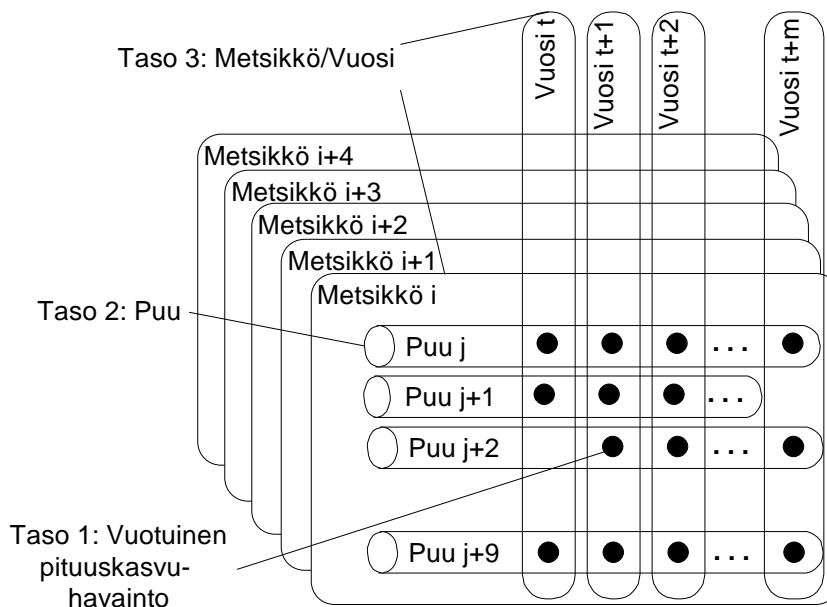 Taso 3: Metsikkö/Vuosi
Vuosi t
Vuosi t+1
Vuosi t+2
Vuosi t+m
Metsikkö i+4
Metsikkö i+3
Metsikkö i+2
Metsikkö i+1
Metsikkö i
Taso 2: Puu
Puu j
. . .
Puu j+1
. . .
Puu j+2
. . .
Taso 1: Vuotuinen
pituuskasvu-
havainto
Puu j+9
. . .